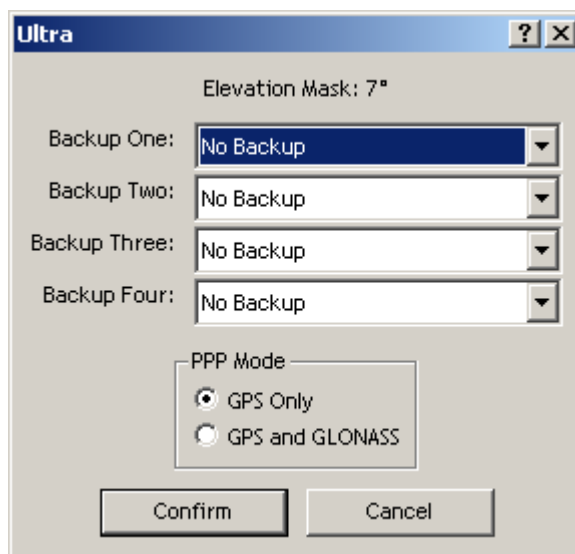 Ultra
Elevation Mask: 7°
Backup One: No Backup
Backup Two: No Backup
Backup Three: No Backup
Backup Four: No Backup
PPP Mode
GPS Only
GPS and GLONASS
Confirm Cancel